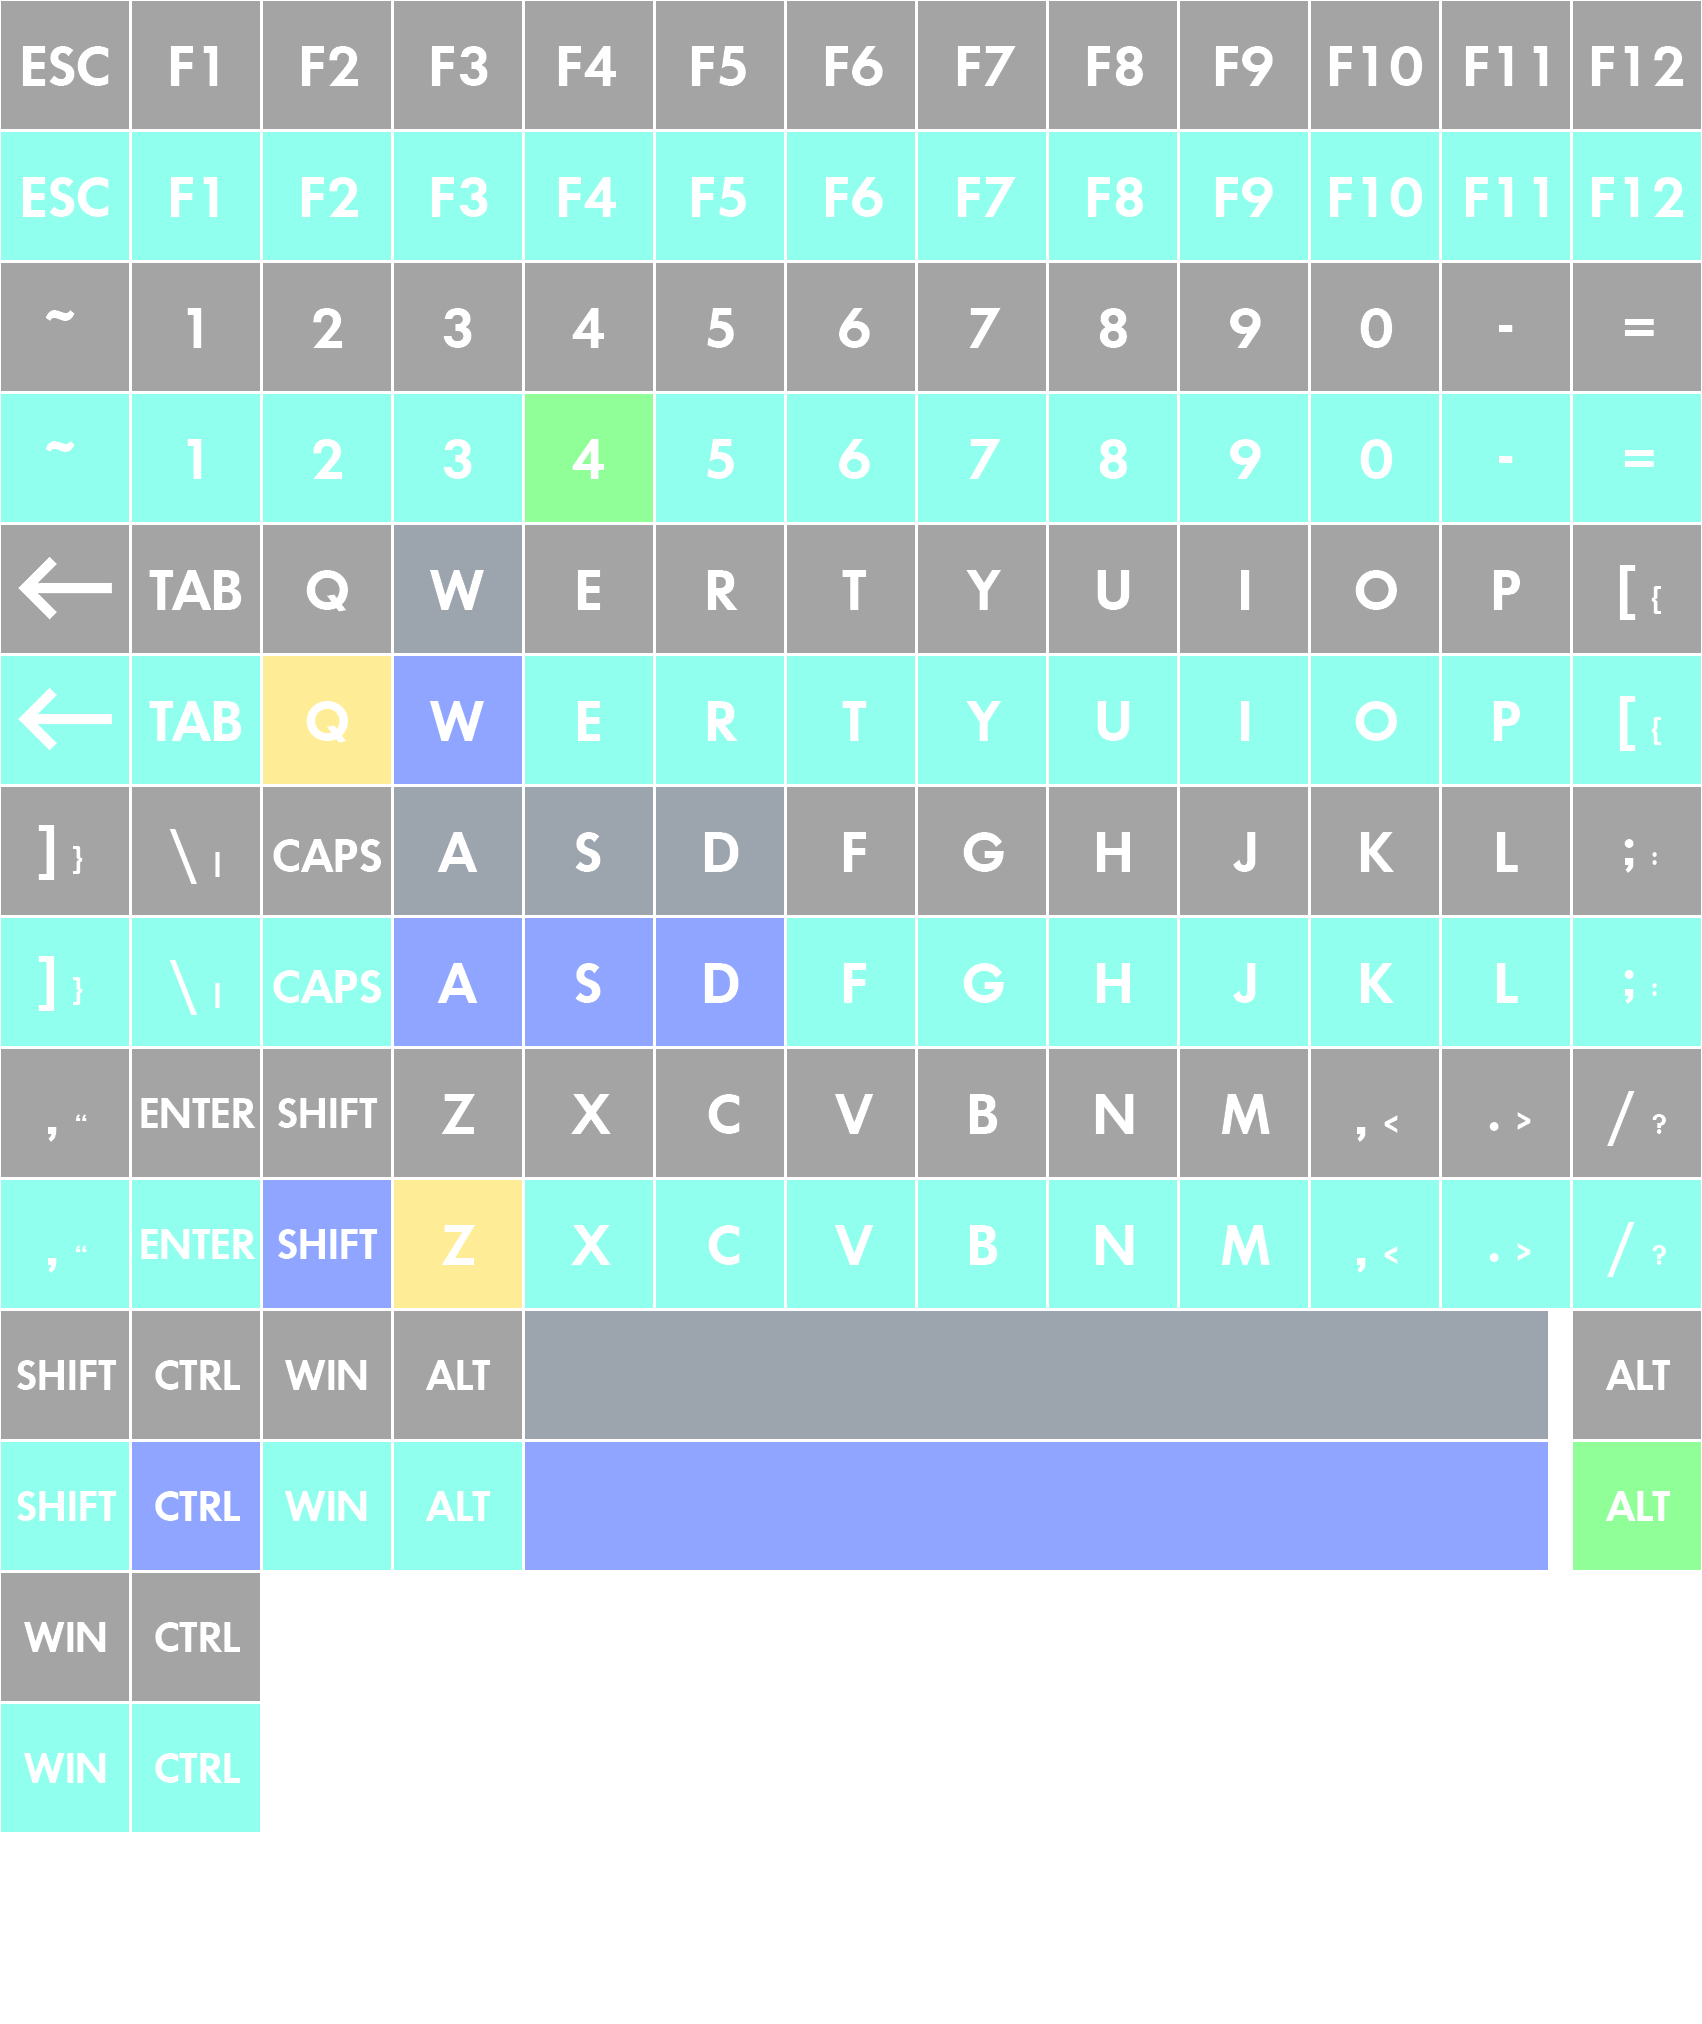 ESC F1 F2 F3 F4 F5 F6 F7 F8 F9 F10 F11 F12
ESC F1 F2 F3 F4 F5 F6 F7 F8 F9 F10 F11 F12
~ 1 2 3 4 5 6 7 8 9 0 - =
~ 1 2 3 4 5 6 7 8 9 0 - =
← TAB Q W E R T Y U I O P [ {
← TAB Q W E R T Y U I O P [ {
] } \ | CAPS A S D F G H J K L ; :
] } \ | CAPS A S D F G H J K L ; :
, “ ENTER SHIFT Z X C V B N M , < . > / ?
, “ ENTER SHIFT Z X C V B N M , < . > / ?
SHIFT CTRL WIN ALT ALT
SHIFT CTRL WIN ALT ALT
WIN CTRL
WIN CTRL